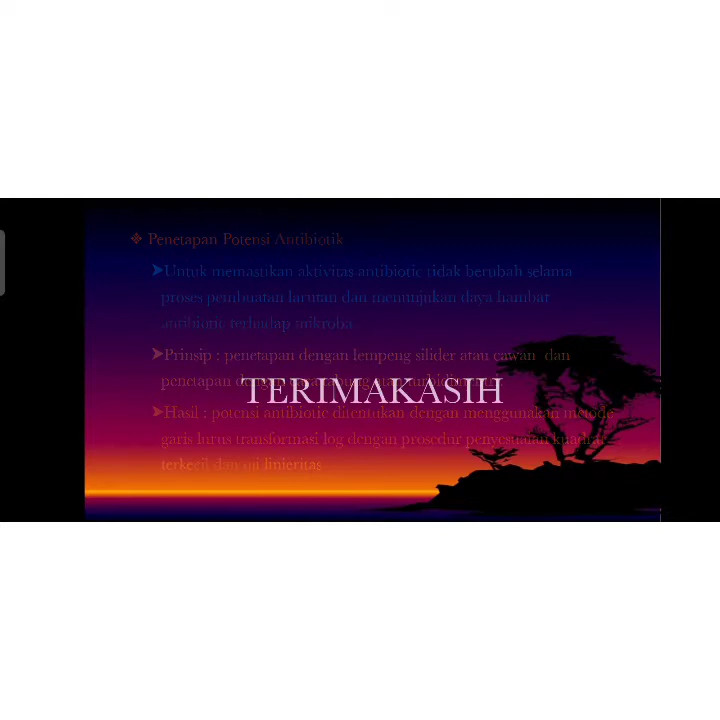 Penetapan Potensi Antibiotik
Untuk memastikan aktivitas antibiotic tidak berubah selama
proses pembuatan larutan dan menunjukan daya hambat
antibiotic terhadap mikroba
Prinsip : penetapan dengan lempeng silider atau cawan dan
penetapan dengan
TERIMAKASIH
Hasil : potensi antibiotic ditentukan dengan menggunakan metode
garis lurus transformasi log dengan prosedur penyesuaian kuadrat
terkecil dan uji linieritas